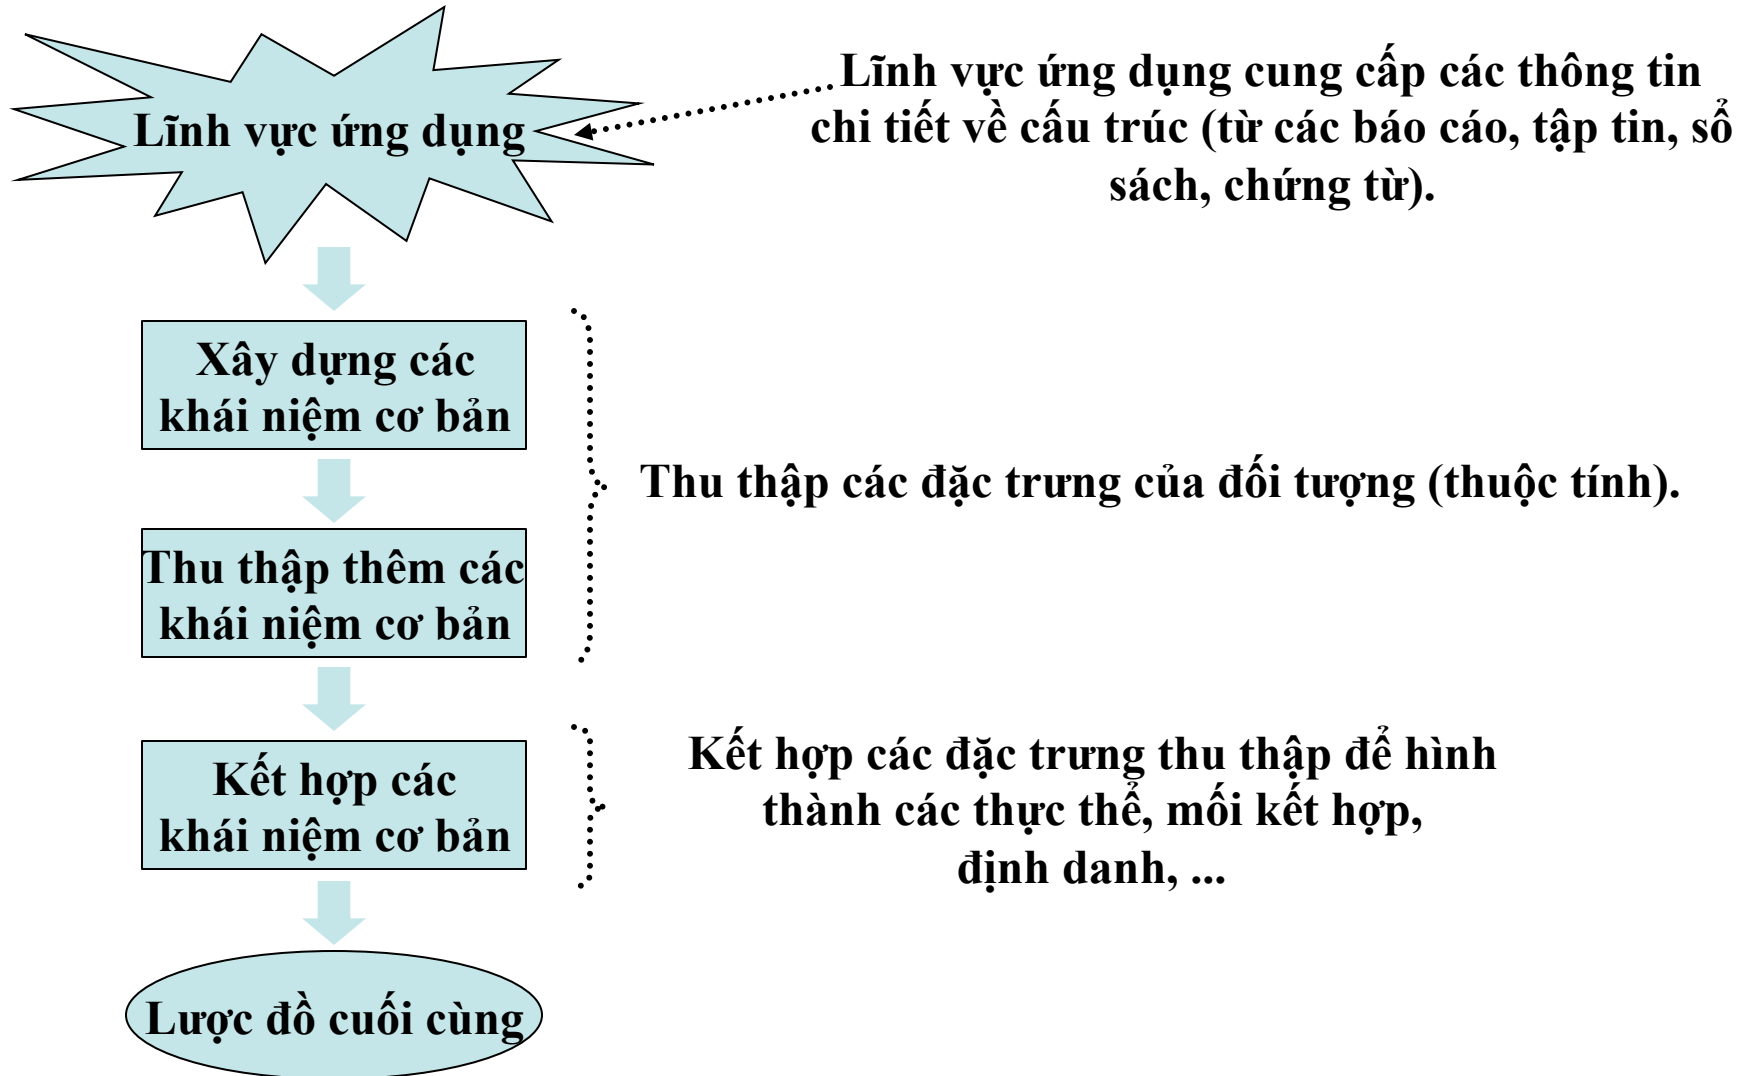 Lĩnh vực ứng dụng
Lĩnh vực ứng dụng cung cấp các thông tin
chi tiết về cấu trúc (từ các báo cáo, tập tin, sổ
sách, chứng từ).
Xây dựng các
khái niệm cơ bản
Thu thập các đặc trưng của đối tượng (thuộc tính).
Thu thập thêm các
khái niệm cơ bản
Kết hợp các
khái niệm cơ bản
Kết hợp các đặc trưng thu thập để hình
thành các thực thể, mối kết hợp,
định danh, ...
Lược đồ cuối cùng